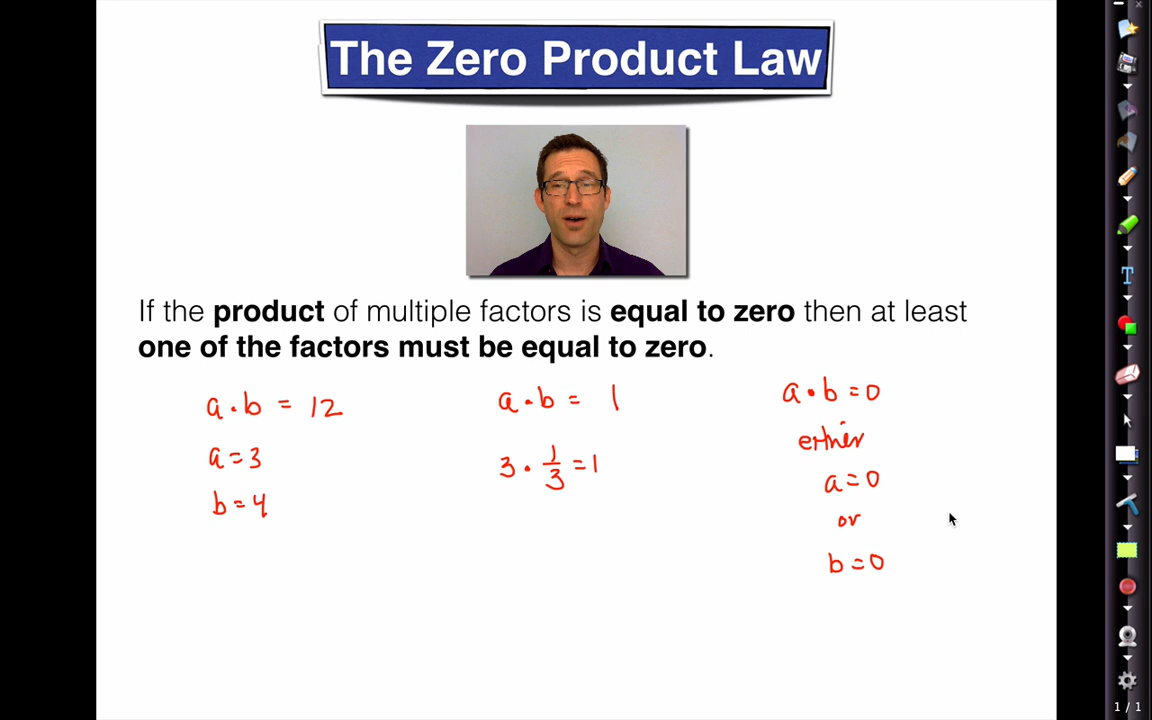 The Zero Product Law
If the product of multiple factors is equal to zero then at least
one of the factors must be equal to zero.
a · b = 12
a = 3
b = 4
a · b = 1
3 · 1/3 = 1
a · b = 0
either
a = 0
or
b = 0
T
1 / 1